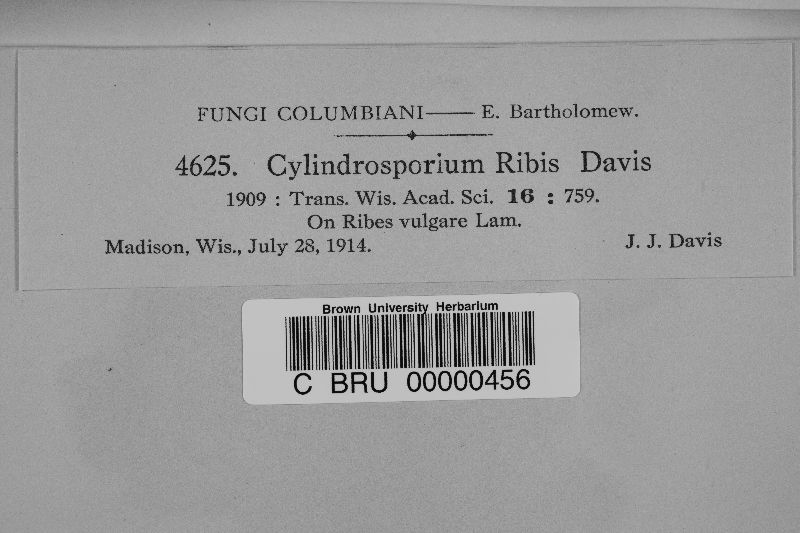 FUNGI COLUMBIANI—— E. Bartholomew.
4625. Cylindrosporium Ribis Davis
1909 : Trans. Wis. Acad. Sci. 16 : 759.
On Ribes vulgare Lam.
Madison, Wis., July 28, 1914. J. J. Davis
Brown University Herbarium
C BRU 00000456